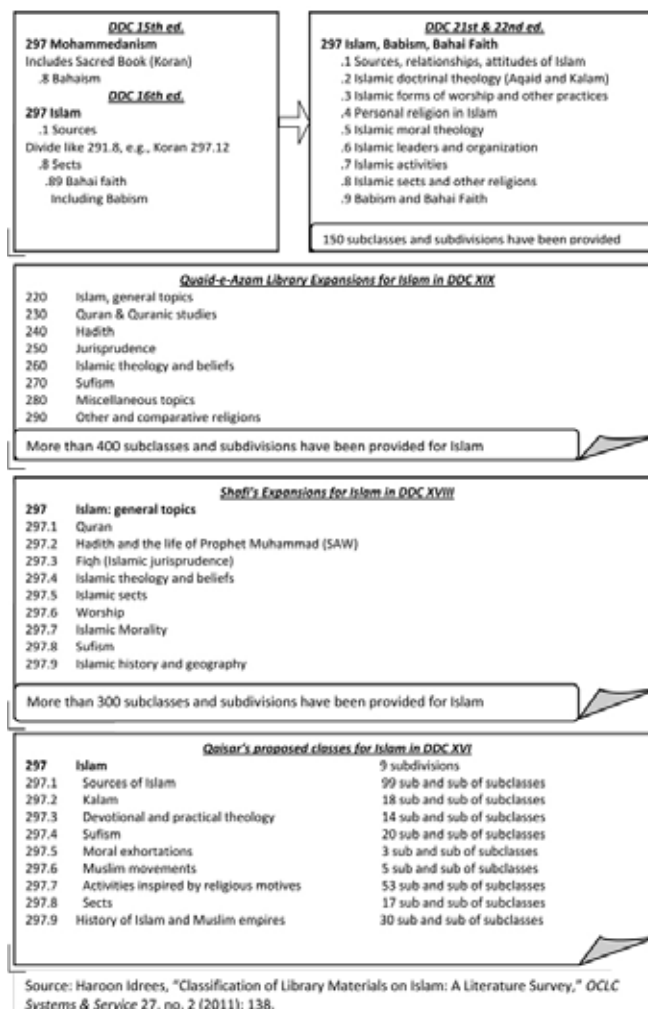 DDC 15th ed.
297 Mohammedanism
Includes Sacred Book (Koran)
.8 Bahaism
DDC 16th ed.
297 Islam
.1 Sources
Divide like 291.8, e.g., Koran 297.12
.8 Sects
.89 Bahai faith
Including Babism
DDC 21st & 22nd ed.
297 Islam, Babism, Bahai Faith
.1 Sources, relationships, attitudes of Islam
.2 Islamic doctrinal theology (Aqaid and Kalam)
.3 Islamic forms of worship and other practices
.4 Personal religion in Islam
.5 Islamic moral theology
.6 Islamic leaders and organization
.7 Islamic activities
.8 Islamic sects and other religions
.9 Babism and Bahai Faith
150 subclasses and subdivisions have been provided
Quaid-e-Azam Library Expansions for Islam in DDC XIX
220 Islam, general topics
230 Quran & Quranic studies
240 Hadith
250 Jurisprudence
260 Islamic theology and beliefs
270 Sufism
280 Miscellaneous topics
290 Other and comparative religions
More than 400 subclasses and subdivisions have been provided for Islam
Shafi's Expansions for Islam in DDC XVIII
297 Islam: general topics
297.1 Quran
297.2 Hadith and the life of Prophet Muhammad (SAW)
297.3 Fiqh (Islamic jurisprudence)
297.4 Islamic theology and beliefs
297.5 Islamic sects
297.6 Worship
297.7 Islamic Morality
297.8 Sufism
297.9 Islamic history and geography
More than 300 subclasses and subdivisions have been provided for Islam
Qaisar's proposed classes for Islam in DDC XVI
297 Islam 9 subdivisions
297.1 Sources of Islam 99 sub and sub of subclasses
297.2 Kalam 18 sub and sub of subclasses
297.3 Devotional and practical theology 14 sub and sub of subclasses
297.4 Sufism 20 sub and sub of subclasses
297.5 Moral exhortations 3 sub and sub of subclasses
297.6 Muslim movements 5 sub and sub of subclasses
297.7 Activities inspired by religious motives 53 sub and sub of subclasses
297.8 Sects 17 sub and sub of subclasses
297.9 History of Islam and Muslim empires 30 sub and sub of subclasses
Source: Haroon Idrees, "Classification of Library Materials on Islam: A Literature Survey," OCLC
Systems & Service 27, no. 2 (2011): 138.